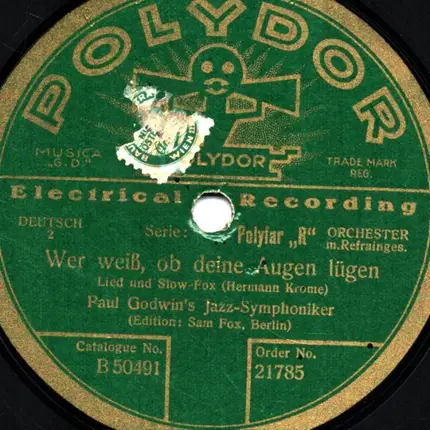 POLYDOR
POLYDOR
MUSICA
„G.D."
TRADE MARK
REG.
Electrical Recording
DEUTSCH
2
Serie: Polyfar „R" ORCHESTER
m.Refrainges.
Wer weiß, ob deine Augen lügen
Lied und Slow-Fox (Hermann Krome)
Paul Godwin's Jazz-Symphoniker
(Edition: Sam Fox, Berlin)
Catalogue No.
B 50491
Order No.
21785
WIEN